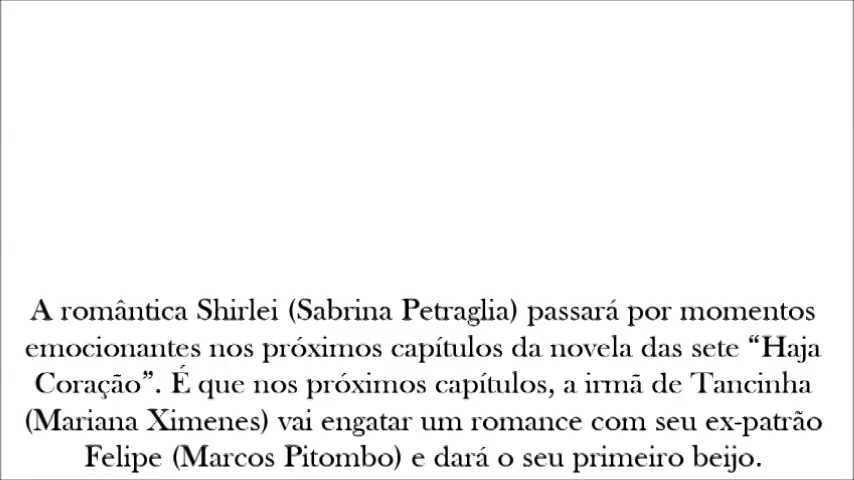 A romântica Shirlei (Sabrina Petraglia) passará por momentos
emocionantes nos próximos capítulos da novela das sete “Haja
Coração”. É que nos próximos capítulos, a irmã de Tancinha
(Mariana Ximenes) vai engatar um romance com seu ex-patrão
Felipe (Marcos Pitombo) e dará o seu primeiro beijo.